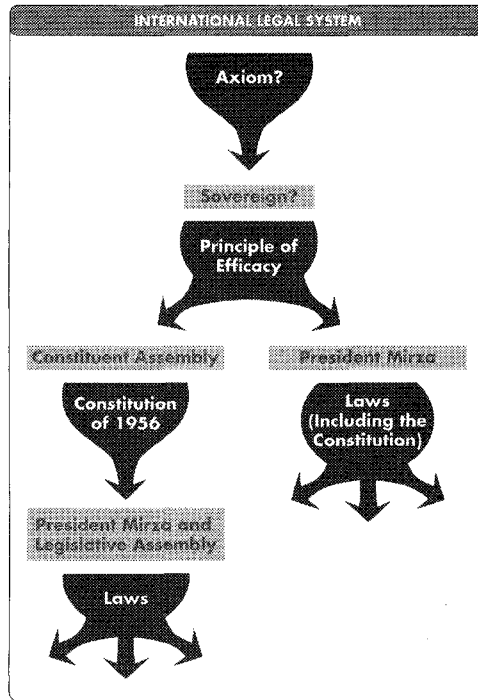 INTERNATIONAL LEGAL SYSTEM
Axiom?
Sovereign?
Principle of
Efficacy
Constituent Assembly
President Mirza
Constitution
of 1956
Laws
(Including the
Constitution)
President Mirza and
Legislative Assembly
Laws